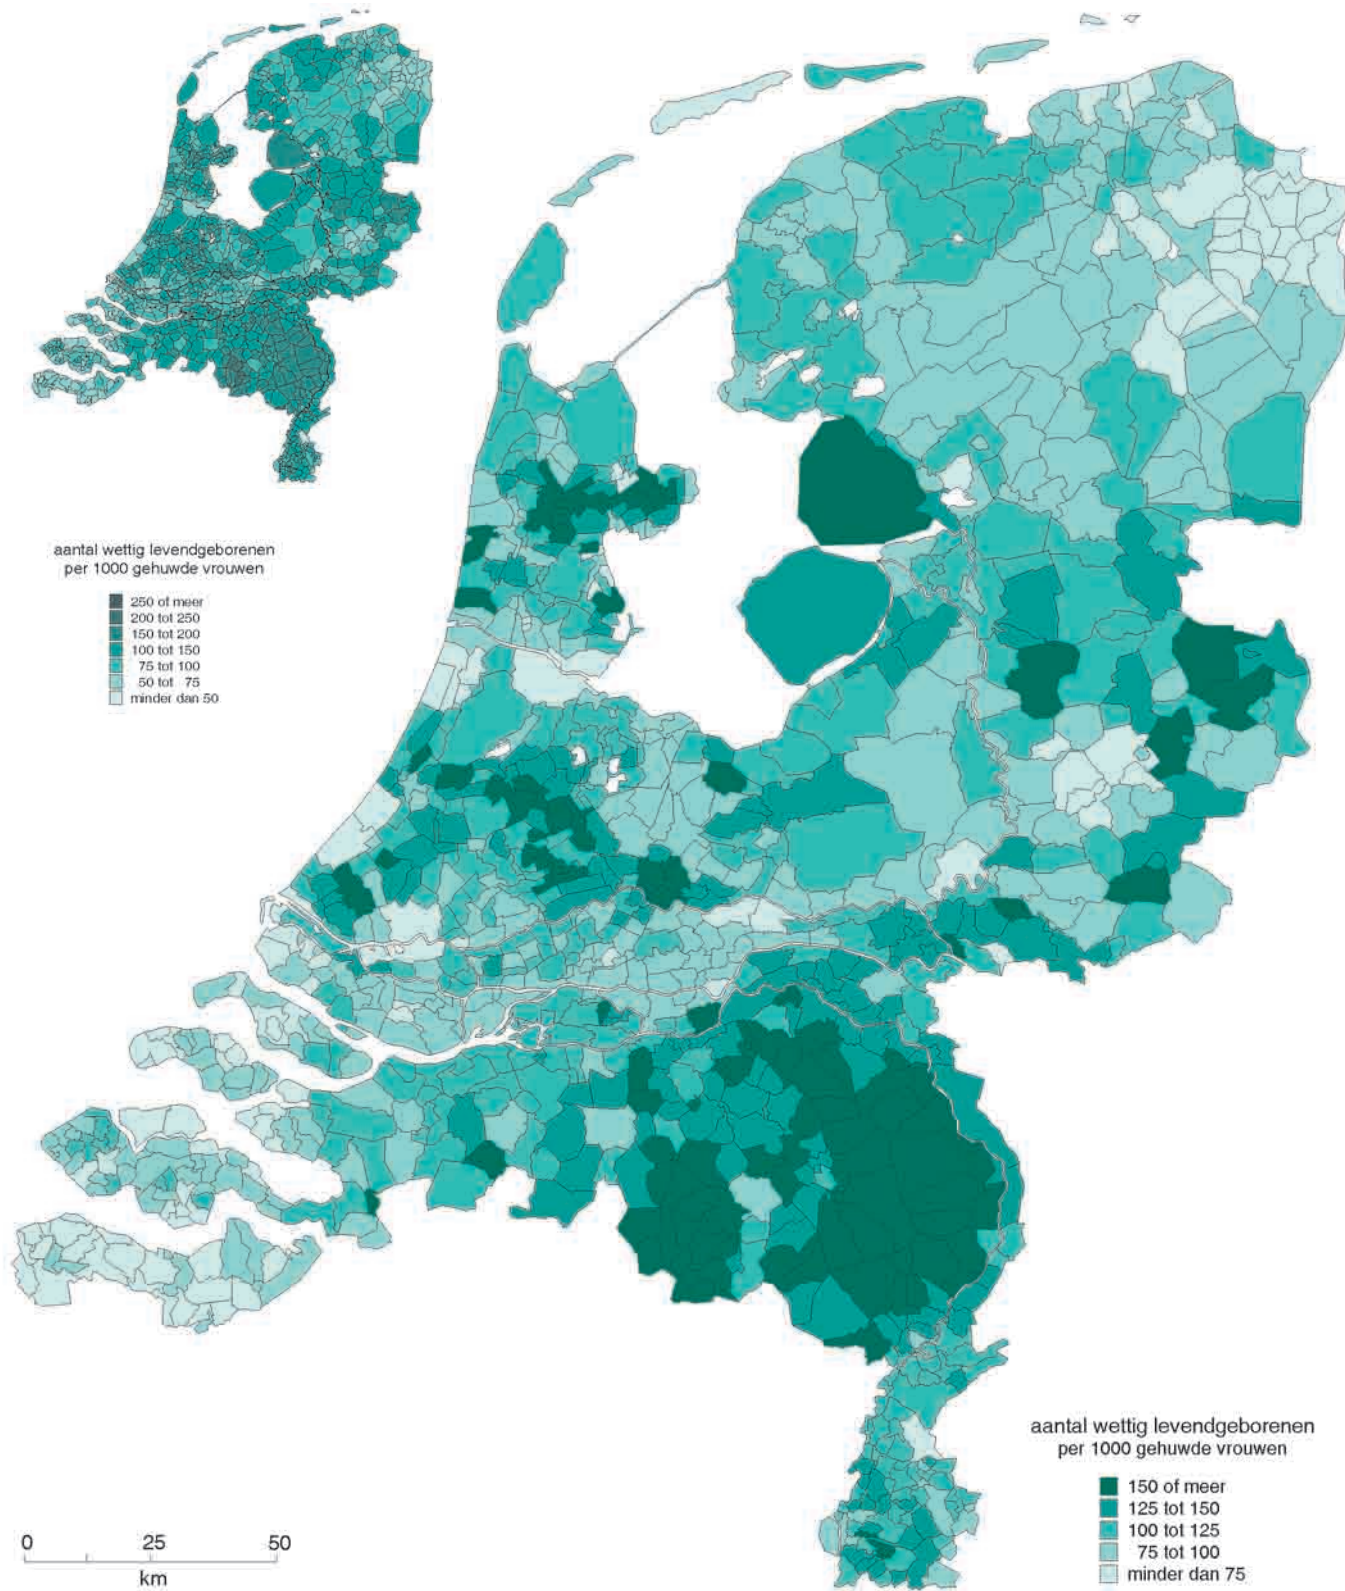 aantal wettig levendgeborenen
per 1000 gehuwde vrouwen
250 of meer
200 tot 250
150 tot 200
100 tot 150
75 tot 100
50 tot 75
minder dan 50
aantal wettig levendgeborenen
per 1000 gehuwde vrouwen
150 of meer
125 tot 150
100 tot 125
75 tot 100
minder dan 75
0 25 50
km